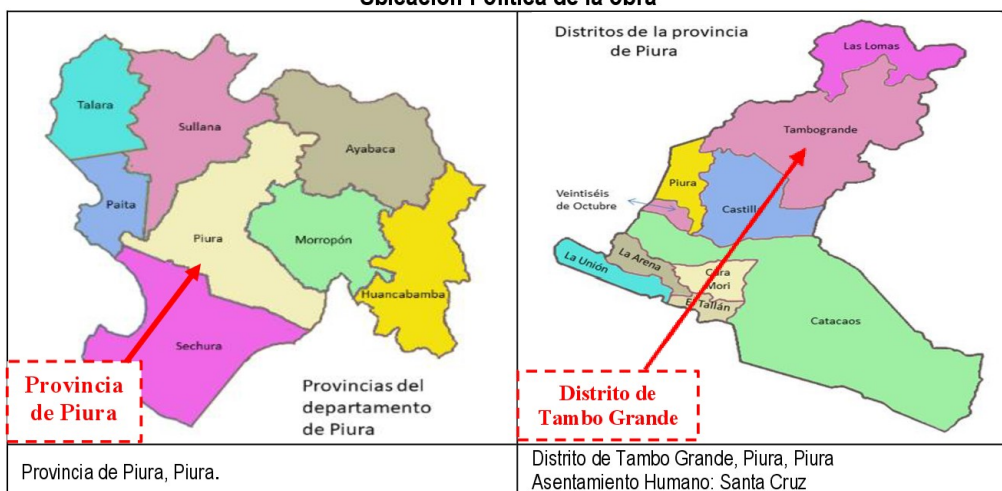 Ubicación Política de la obra
Talara
Sullana
Ayabaca
Paita
Piura
Morropón
Huancabamba
Sechura
Provincia
de Piura
Provincias del
departamento
de Piura
Distritos de la provincia
de Piura
Las Lomas
Tambogrande
Piura
Veintiséis
de Octubre
Castilla
La Unión
La Arena
Cura
Mori
El Tallán
Catacaos
Distrito de
Tambo Grande
Provincia de Piura, Piura.
Distrito de Tambo Grande, Piura, Piura
Asentamiento Humano: Santa Cruz